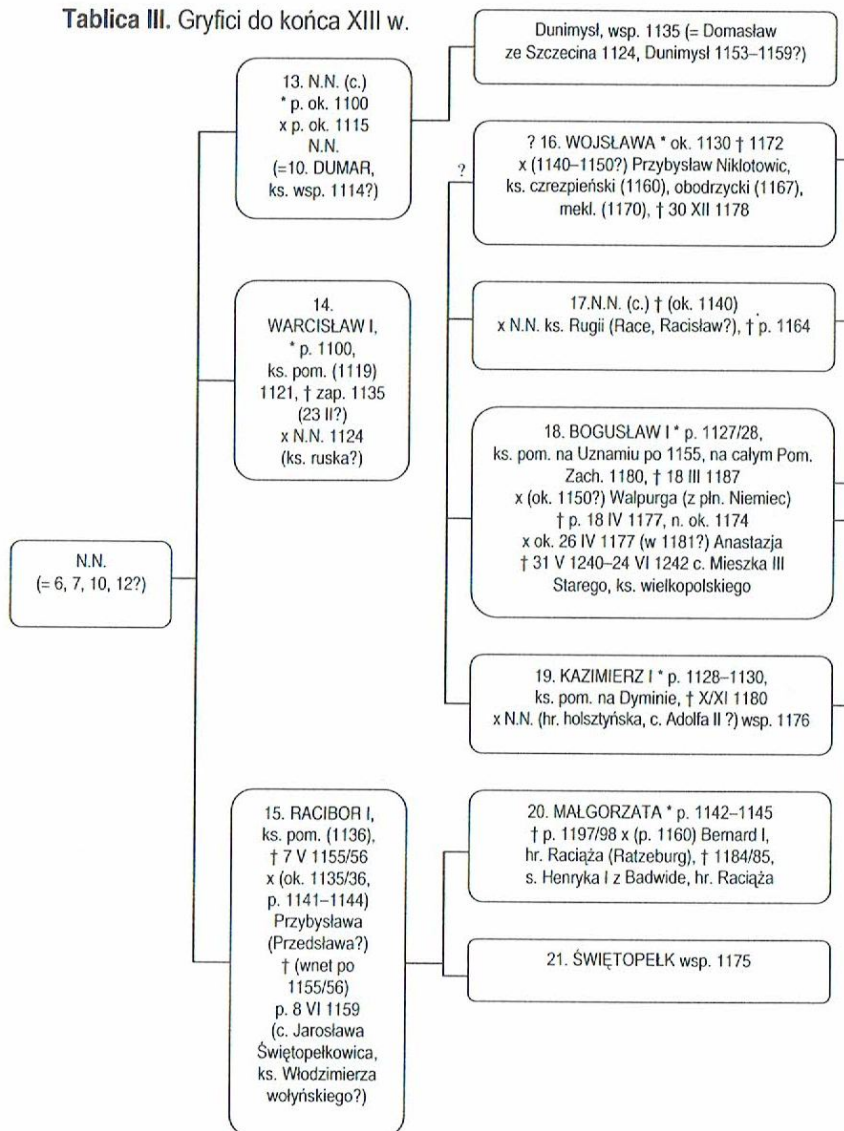 Tablica III. Gryfici do końca XIII w.
Dunimysł, wsp. 1135 (= Domasław
ze Szczecina 1124, Dunimysł 1153–1159?)
13. N.N. (c.)
* p. ok. 1100
x p. ok. 1115
N.N.
(=10. DUMAR,
ks. wsp. 1114?)
?
? 16. WOJSŁAWA * ok. 1130 † 1172
x (1140–1150?) Przybysław Niklotowic,
ks. czrezpieński (1160), obodrzycki (1167),
mekl. (1170), † 30 XII 1178
14.
WARCISŁAW I,
* p. 1100,
ks. pom. (1119)
1121, † zap. 1135
(23 II?)
x N.N. 1124
(ks. ruska?)
17.N.N. (c.) † (ok. 1140)
x N.N. ks. Rugii (Race, Racisław?), † p. 1164
18. BOGUSŁAW I * p. 1127/28,
ks. pom. na Uznamiu po 1155, na całym Pom.
Zach. 1180, † 18 III 1187
x (ok. 1150?) Walpurga (z płn. Niemiec)
† p. 18 IV 1177, n. ok. 1174
x ok. 26 IV 1177 (w 1181?) Anastazja
† 31 V 1240–24 VI 1242 c. Mieszka III
Starego, ks. wielkopolskiego
N.N.
(= 6, 7, 10, 12?)
19. KAZIMIERZ I * p. 1128–1130,
ks. pom. na Dyminie, † X/XI 1180
x N.N. (hr. holsztyńska, c. Adolfa II ?) wsp. 1176
15. RACIBOR I,
ks. pom. (1136),
† 7 V 1155/56
x (ok. 1135/36,
p. 1141–1144)
Przybysława
(Przedsława?)
† (wnet po
1155/56)
p. 8 VI 1159
(c. Jarosława
Świętopełkowica,
ks. Włodzimierza
wołyńskiego?)
20. MAŁGORZATA * p. 1142–1145
† p. 1197/98 x (p. 1160) Bernard I,
hr. Raciąża (Ratzeburg), † 1184/85,
s. Henryka I z Badwide, hr. Raciąża
21. ŚWIĘTOPEŁK wsp. 1175